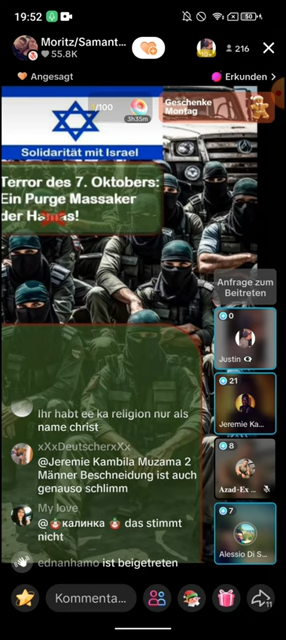 19:52
50
Moritz/Samant...
55.8K
216
Angesagt
Erkunden
/100
3h35m
Geschenke
Montag
Solidarität mit Israel
Terror des 7. Oktobers:
Ein Purge Massaker
der Hamas!
Anfrage zum
Beitreten
0
Justin
21
Jeremie Ka...
8
Azad-Ex ...
7
Alessio Di S...
Ihr habt ee ka religion nur als
name christ
xXxDeutscherxXx
@Jeremie Kambila Muzama 2
Männer Beschneidung ist auch
genauso schlimm
My love
@🪆калинка🪆 das stimmt
nicht
ednanhamo ist beigetreten
Kommenta...
11